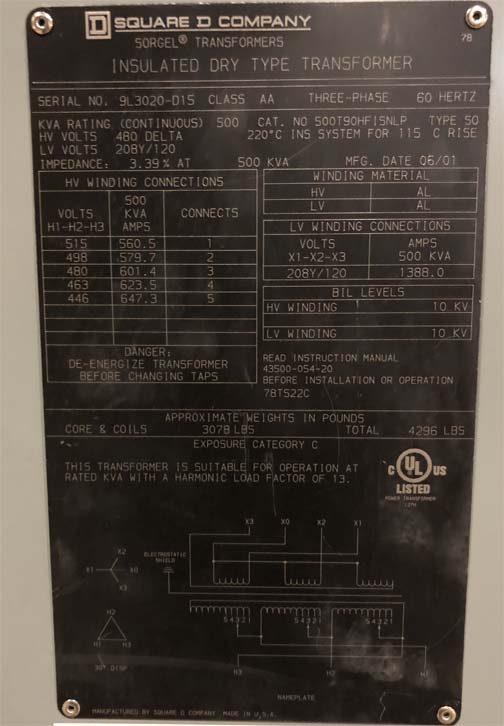 D SQUARE D COMPANY
SORGEL® TRANSFORMERS
78
INSULATED DRY TYPE TRANSFORMER
SERIAL NO. 9L3020-D15 CLASS AA THREE-PHASE 60 HERTZ
KVA RATING (CONTINUOUS) 500 CAT. NO 500T90HFISNLP TYPE SO
HV VOLTS 480 DELTA 220°C INS SYSTEM FOR 115 C RISE
LV VOLTS 208Y/120
IMPEDANCE: 3.39% AT 500 KVA MFG. DATE 06/01
HV WINDING CONNECTIONS
VOLTS H1-H2-H3 500 KVA AMPS CONNECTS
515 560.5 1
498 579.7 2
480 601.4 3
463 623.5 4
446 647.3 5
DANGER:
DE-ENERGIZE TRANSFORMER
BEFORE CHANGING TAPS
WINDING MATERIAL
HV AL
LV AL
LV WINDING CONNECTIONS
VOLTS AMPS
X1-X2-X3 500 KVA
208Y/120 1388.0
BIL LEVELS
HV WINDING 10 KV
LV WINDING 10 KV
READ INSTRUCTION MANUAL
43500-054-20
BEFORE INSTALLATION OR OPERATION
78TS22C
APPROXIMATE WEIGHTS IN POUNDS
CORE & COILS 3078 LBS TOTAL 4296 LBS
EXPOSURE CATEGORY C
THIS TRANSFORMER IS SUITABLE FOR OPERATION AT
RATED KVA WITH A HARMONIC LOAD FACTOR OF 13.
C UL US
LISTED
POWER TRANSFORMER
X3 X0 X2 X1
ELECTROSTATIC
SHIELD
X2
X1 X0
X3
54321 54321 54321
H2
H1 H3
30° DISP
H3 H2 H1
NAMEPLATE
MANUFACTURED BY SQUARE D COMPANY MADE IN U.S.A.